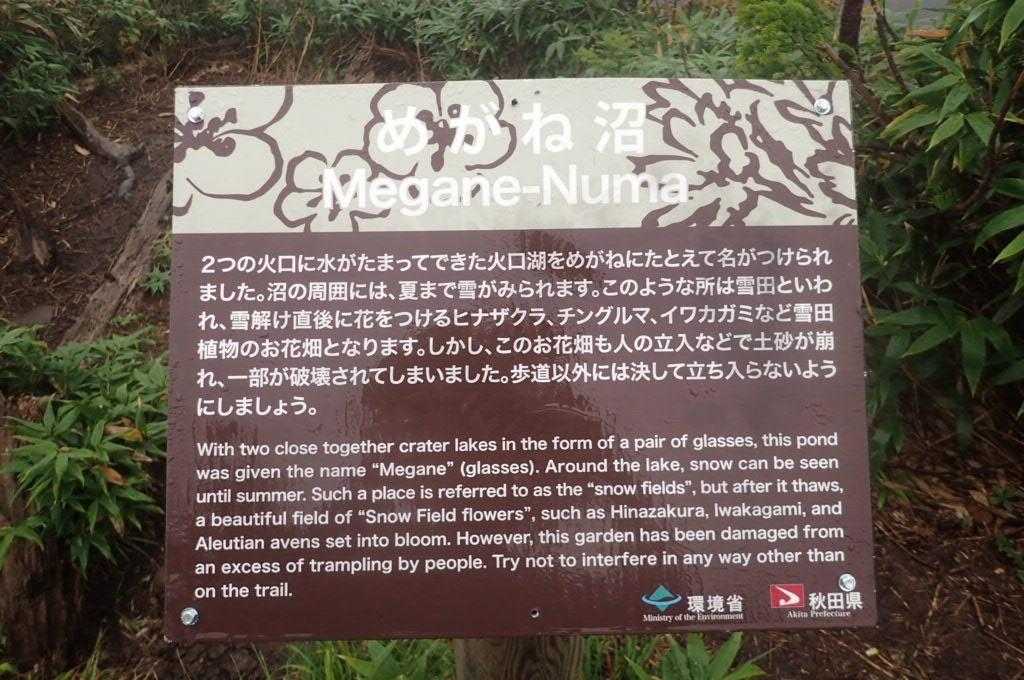 めがね沼
Megane-Numa
2つの火口に水がたまってできた火口湖をめがねにたとえて名がつけられ
ました。沼の周囲には、夏まで雪がみられます。このような所は雪田といわ
れ、雪解け直後に花をつけるヒナザクラ、チングルマ、イワカガミなど雪田
植物のお花畑となります。しかし、このお花畑も人の立入などで土砂が崩
れ、一部が破壊されてしまいました。歩道以外には決して立ち入らないよう
にしましょう。
With two close together crater lakes in the form of a pair of glasses, this pond
was given the name “Megane” (glasses). Around the lake, snow can be seen
until summer. Such a place is referred to as the “snow fields”, but after it thaws,
a beautiful field of “Snow Field flowers”, such as Hinazakura, Iwakagami, and
Aleutian avens set into bloom. However, this garden has been damaged from
an excess of trampling by people. Try not to interfere in any way other than
on the trail.
環境省
Ministry of the Environment
秋田県
Akita Prefecture